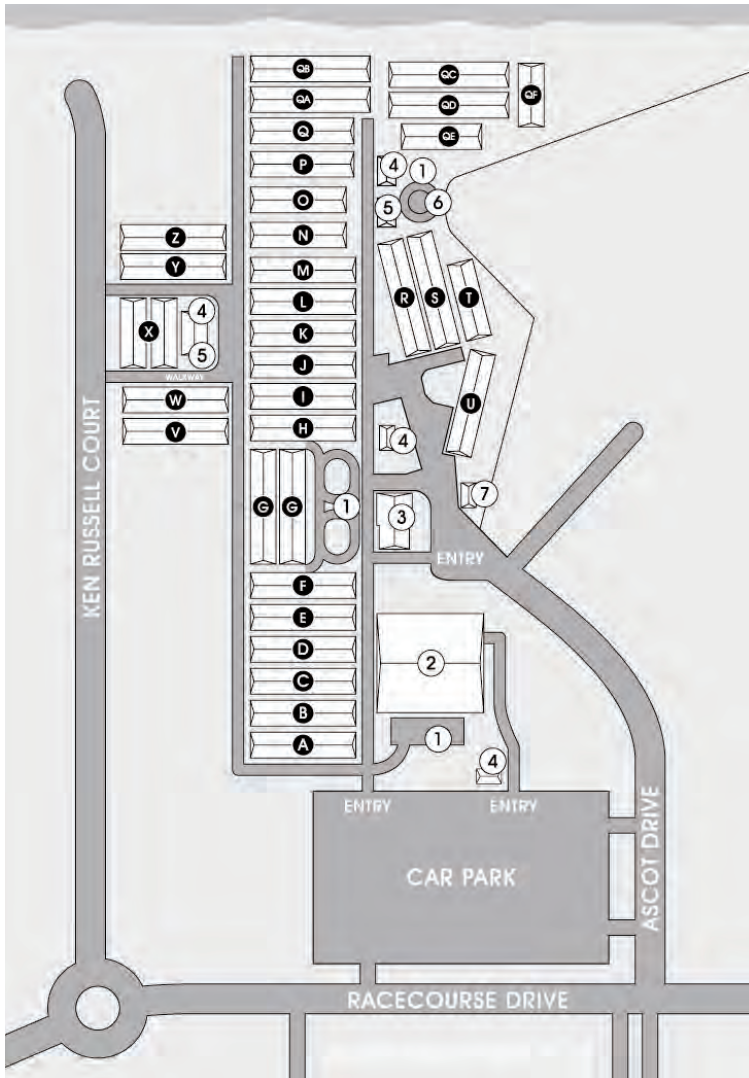 QB
QC
QA
QD
QF
Q
QE
P
4
1
O
5
6
N
Z
Y
M
R
S
T
L
4
X
K
5
J
WALKWAY
I
W
U
H
V
4
G
G
1
7
3
ENTRY
F
E
D
2
C
B
A
1
4
ENTRY
ENTRY
CAR PARK
KEN RUSSELL COURT
ASCOT DRIVE
RACECOURSE DRIVE